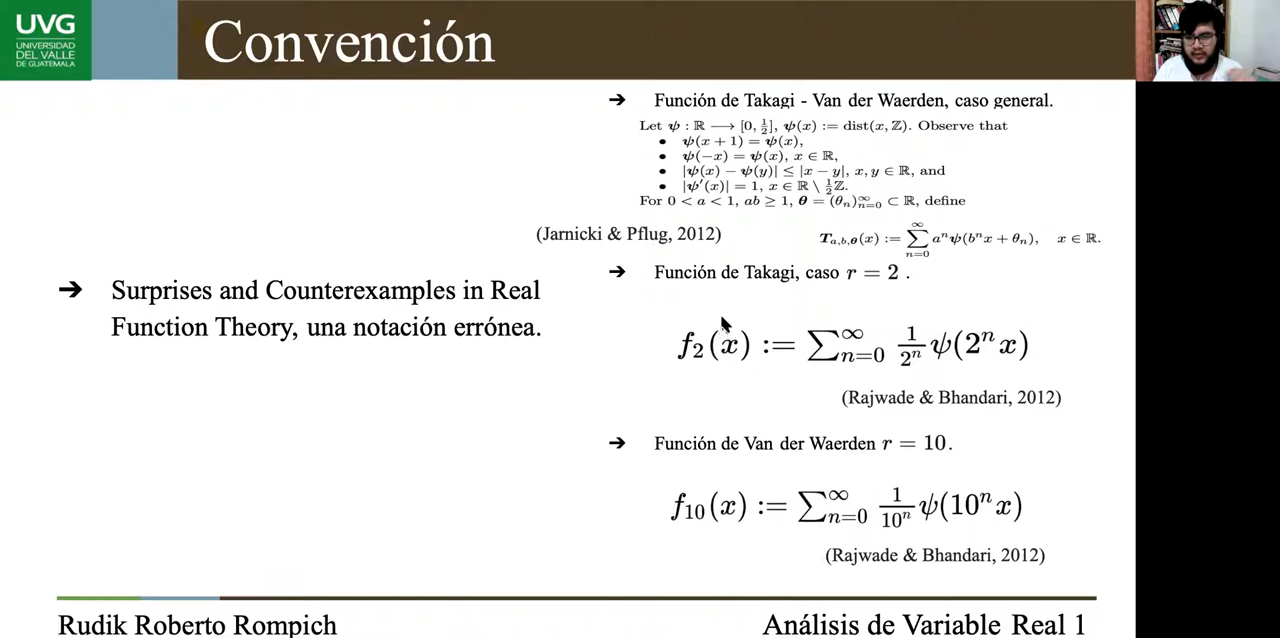 UVG
UNIVERSIDAD
DEL VALLE
DE GUATEMALA
Convención
➔ Surprises and Counterexamples in Real
Function Theory, una notación errónea.
➔ Función de Takagi - Van der Waerden, caso general.
Let ψ : ℝ ⟶ [0, 1/2], ψ(x) := dist(x, ℤ). Observe that
• ψ(x + 1) = ψ(x),
• ψ(−x) = ψ(x), x ∈ ℝ,
• |ψ(x) − ψ(y)| ≤ |x − y|, x, y ∈ ℝ, and
• |ψ′(x)| = 1, x ∈ ℝ \ 1/2 ℤ.
For 0 < a < 1, ab ≥ 1, θ = (θ_n)_{n=0}^∞ ⊂ ℝ, define
(Jarnicki & Pflug, 2012)
T_{a,b,θ}(x) := ∑_{n=0}^∞ a^n ψ(b^n x + θ_n), x ∈ ℝ.
➔ Función de Takagi, caso r = 2 .
f_2(x) := ∑_{n=0}^∞ 1/2^n ψ(2^n x)
(Rajwade & Bhandari, 2012)
➔ Función de Van der Waerden r = 10.
f_{10}(x) := ∑_{n=0}^∞ 1/10^n ψ(10^n x)
(Rajwade & Bhandari, 2012)
Rudik Roberto Rompich
Análisis de Variable Real 1